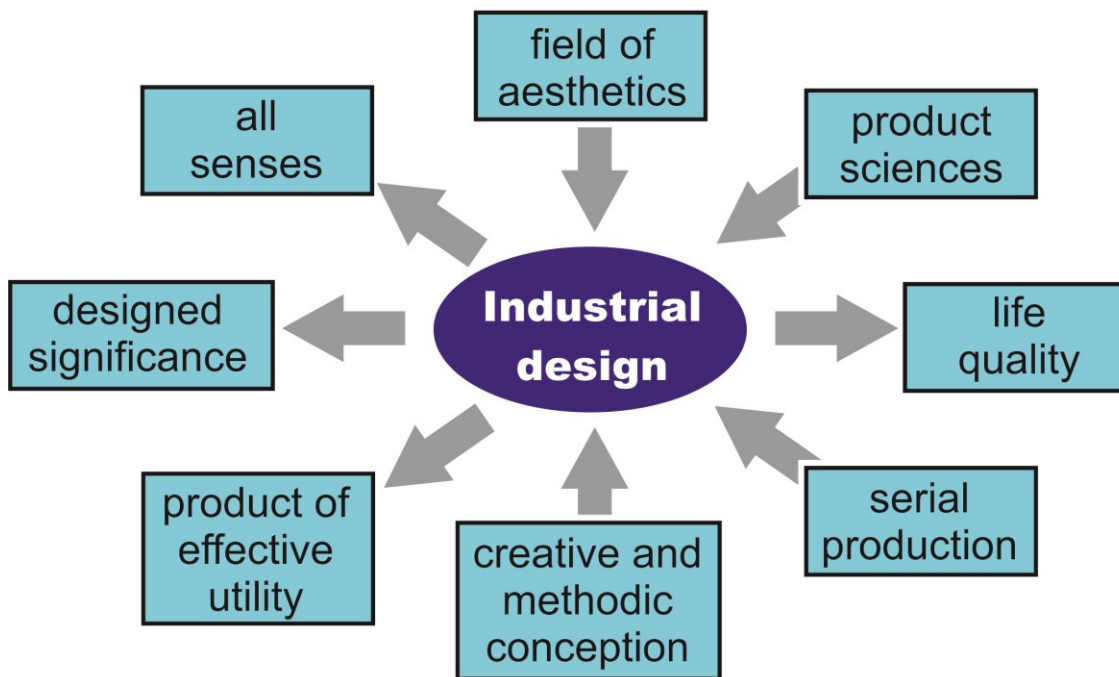 field of
aesthetics
all
senses
product
sciences
designed
significance
Industrial
design
life
quality
product of
effective
utility
creative and
methodic
conception
serial
production